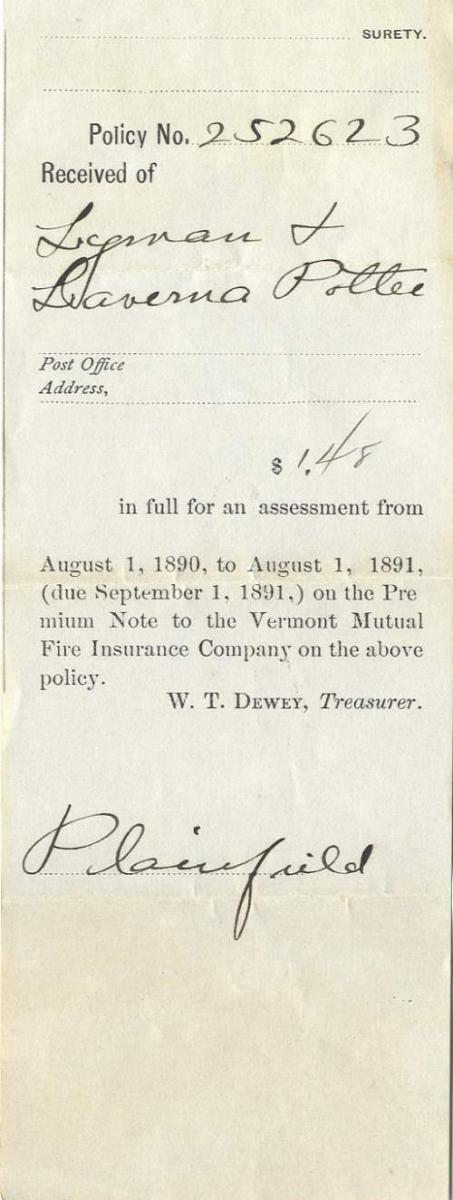 SURETY.
Policy No. 252623
Received of
Lyman &
Laverna Potter
Post Office
Address,
$ 1.48
in full for an assessment from
August 1, 1890, to August 1, 1891,
(due September 1, 1891,) on the Pre
mium Note to the Vermont Mutual
Fire Insurance Company on the above
policy.
W. T. DEWEY, Treasurer.
Plainfield